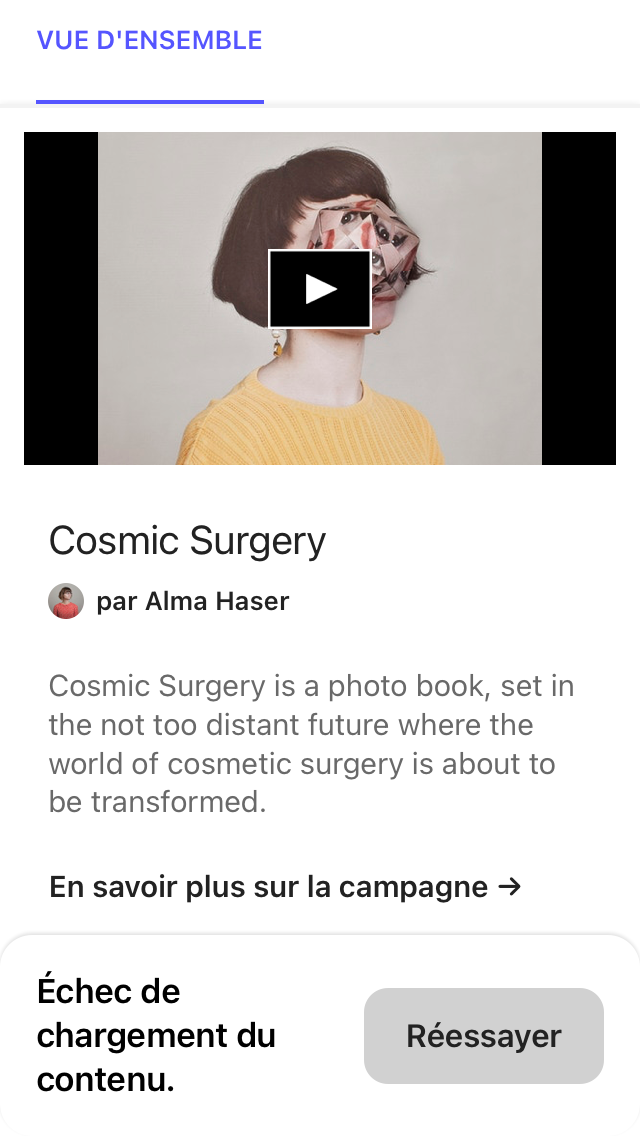 VUE D'ENSEMBLE
Cosmic Surgery
par Alma Haser
Cosmic Surgery is a photo book, set in
the not too distant future where the
world of cosmetic surgery is about to
be transformed.
En savoir plus sur la campagne →
Échec de
chargement du
contenu.
Réessayer